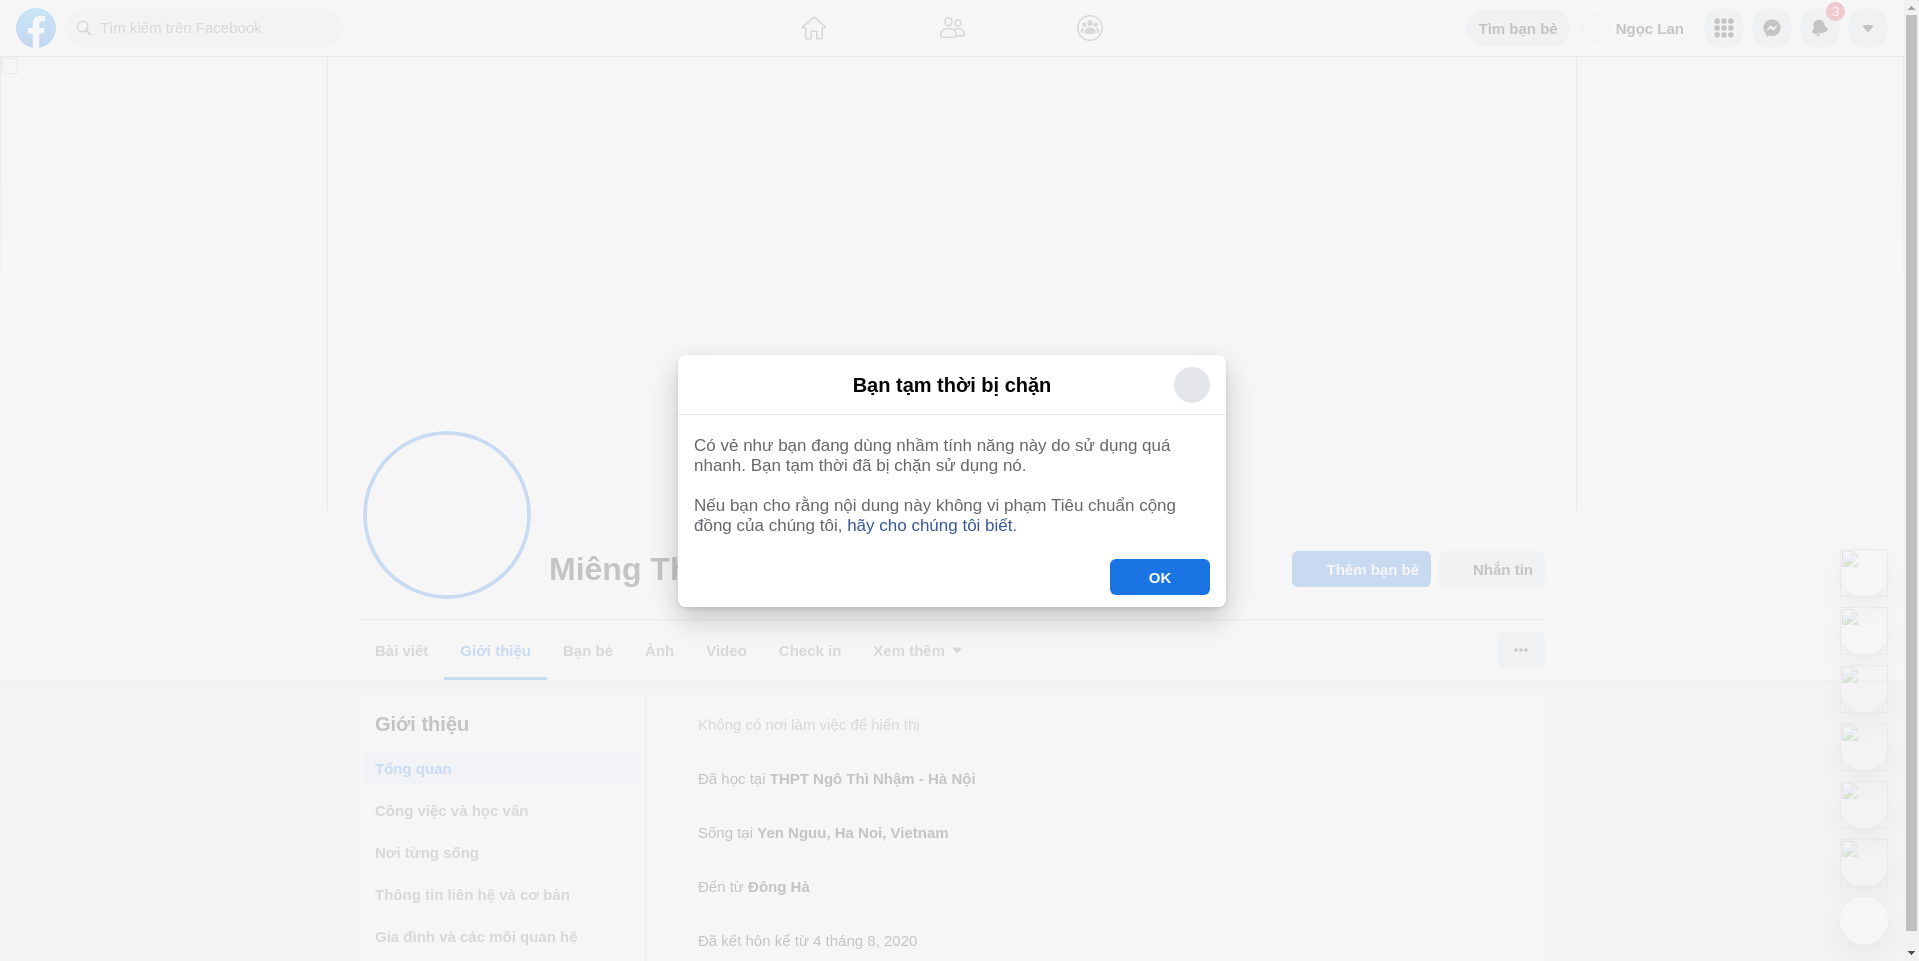 Tìm kiếm trên Facebook
Tìm bạn bè
Ngọc Lan
3
Bạn tạm thời bị chặn
Có vẻ như bạn đang dùng nhầm tính năng này do sử dụng quá
nhanh. Bạn tạm thời đã bị chặn sử dụng nó.
Nếu bạn cho rằng nội dung này không vi phạm Tiêu chuẩn cộng
đồng của chúng tôi, hãy cho chúng tôi biết.
OK
Miêng
Thêm bạn bè
Nhắn tin
Bài viết
Giới thiệu
Bạn bè
Ảnh
Video
Check in
Xem thêm
Giới thiệu
Tổng quan
Công việc và học vấn
Nơi từng sống
Thông tin liên hệ và cơ bản
Gia đình và các mối quan hệ
Không có nơi làm việc để hiển thị
Đã học tại THPT Ngô Thì Nhậm - Hà Nội
Sống tại Yen Nguu, Ha Noi, Vietnam
Đến từ Đông Hà
Đã kết hôn kể từ 4 tháng 8, 2020